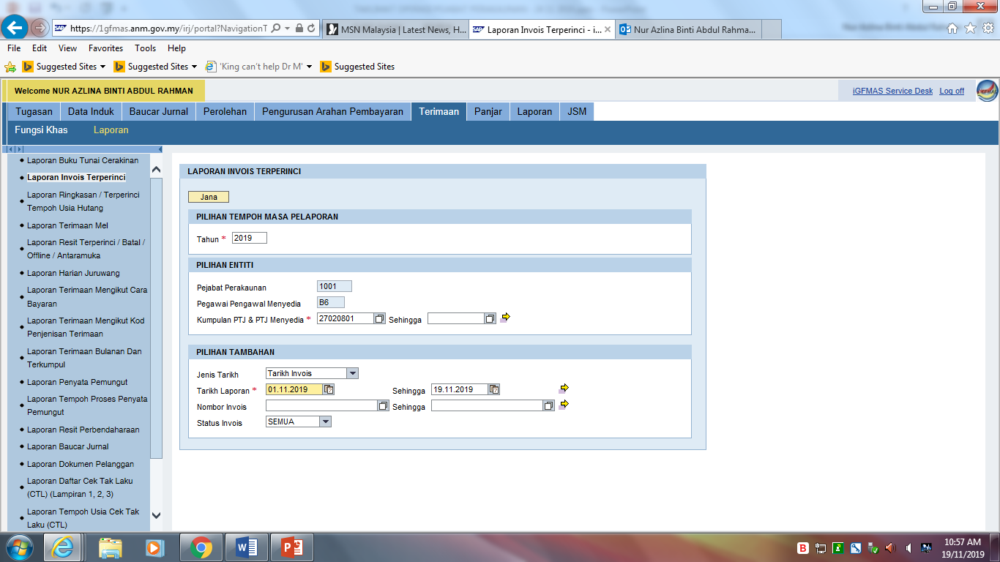 https://1gfmas.anm.gov.my/irj/portal?NavigationT
MSN Malaysia | Latest News, H...
Laporan Invois Terperinci - i...
Nur Azlina Binti Abdul Rahma...
File Edit View Favorites Tools Help
Suggested Sites Suggested Sites 'King can't help Dr M' Suggested Sites
Welcome NUR AZLINA BINTI ABDUL RAHMAN
iGFMAS Service Desk Log off
Tugasan Data Induk Baucar Jurnal Perolehan Pengurusan Arahan Pembayaran Terimaan Panjar Laporan JSM
Fungsi Khas Laporan
Laporan Buku Tunai Cerakinan
Laporan Invois Terperinci
Laporan Ringkasan / Terperinci
Tempoh Usia Hutang
Laporan Terimaan Mel
Laporan Resit Terperinci / Batal /
Offline / Antaramuka
Laporan Harian Juruwang
Laporan Terimaan Mengikut Cara
Bayaran
Laporan Terimaan Mengikut Kod
Penjenisan Terimaan
Laporan Terimaan Bulanan Dan
Terkumpul
Laporan Penyata Pemungut
Laporan Tempoh Proses Penyata
Pemungut
Laporan Resit Perbendaharaan
Laporan Baucar Jurnal
Laporan Dokumen Pelanggan
Laporan Daftar Cek Tak Laku
(CTL) (Lampiran 1, 2, 3)
Laporan Tempoh Usia Cek Tak
Laku (CTL)
LAPORAN INVOIS TERPERINCI
Jana
PILIHAN TEMPOH MASA PELAPORAN
Tahun * 2019
PILIHAN ENTITI
Pejabat Perakaunan 1001
Pegawai Pengawal Menyedia B6
Kumpulan PTJ & PTJ Menyedia * 27020801 Sehingga
PILIHAN TAMBAHAN
Jenis Tarikh Tarikh Invois
Tarikh Laporan * 01.11.2019 Sehingga 19.11.2019
Nombor Invois Sehingga
Status Invois SEMUA
10:57 AM
19/11/2019